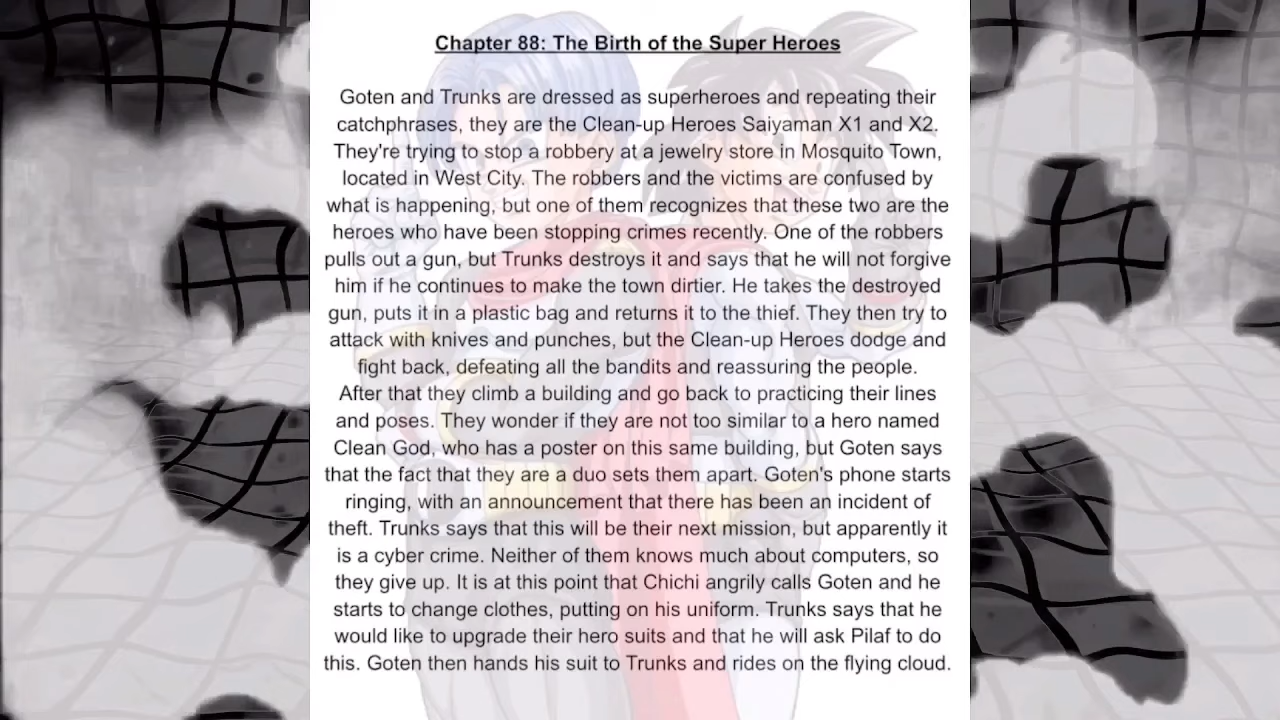 Chapter 88: The Birth of the Super Heroes
Goten and Trunks are dressed as superheroes and repeating their
catchphrases, they are the Clean-up Heroes Saiyaman X1 and X2.
They're trying to stop a robbery at a jewelry store in Mosquito Town,
located in West City. The robbers and the victims are confused by
what is happening, but one of them recognizes that these two are the
heroes who have been stopping crimes recently. One of the robbers
pulls out a gun, but Trunks destroys it and says that he will not forgive
him if he continues to make the town dirtier. He takes the destroyed
gun, puts it in a plastic bag and returns it to the thief. They then try to
attack with knives and punches, but the Clean-up Heroes dodge and
fight back, defeating all the bandits and reassuring the people.
After that they climb a building and go back to practicing their lines
and poses. They wonder if they are not too similar to a hero named
Clean God, who has a poster on this same building, but Goten says
that the fact that they are a duo sets them apart. Goten's phone starts
ringing, with an announcement that there has been an incident of
theft. Trunks says that this will be their next mission, but apparently it
is a cyber crime. Neither of them knows much about computers, so
they give up. It is at this point that Chichi angrily calls Goten and he
starts to change clothes, putting on his uniform. Trunks says that he
would like to upgrade their hero suits and that he will ask Pilaf to do
this. Goten then hands his suit to Trunks and rides on the flying cloud.